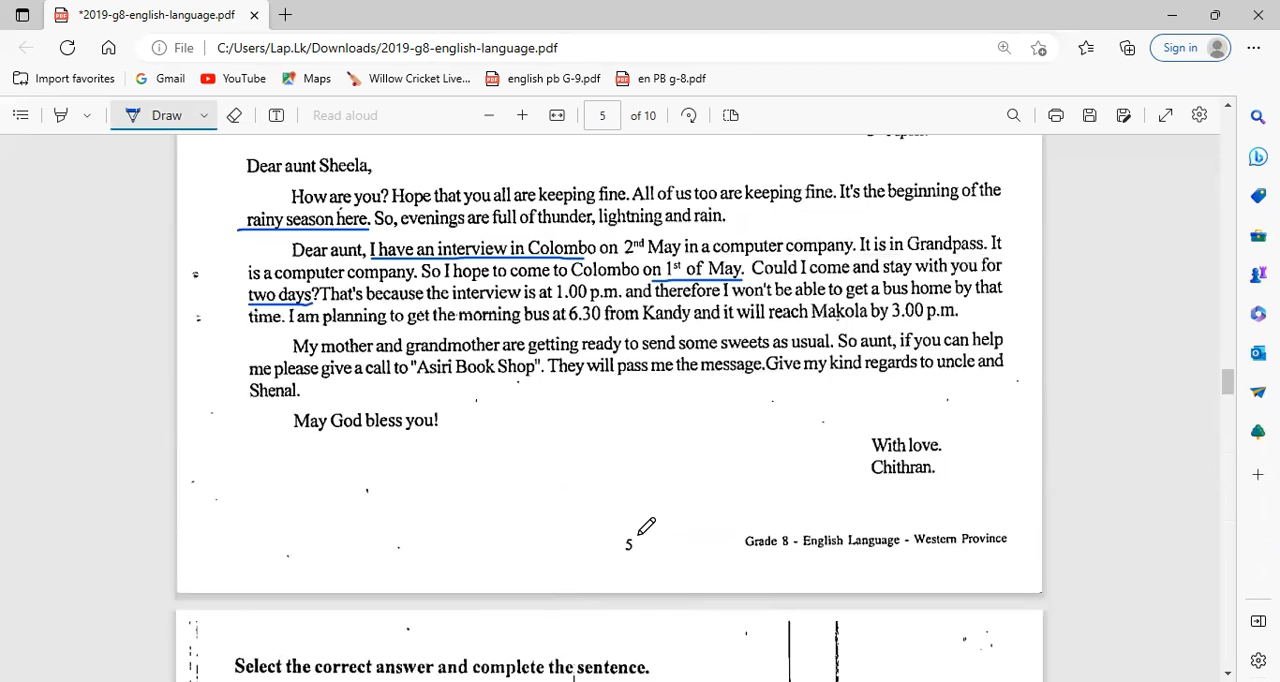 *2019-g8-english-language.pdf
File C:/Users/Lap.Lk/Downloads/2019-g8-english-language.pdf
Sign in
Import favorites Gmail YouTube Maps Willow Cricket Live... english pb G-9.pdf en PB g-8.pdf
Draw Read aloud 5 of 10
Dear aunt Sheela,
How are you? Hope that you all are keeping fine. All of us too are keeping fine. It's the beginning of the
rainy season here. So, evenings are full of thunder, lightning and rain.
Dear aunt, I have an interview in Colombo on 2nd May in a computer company. It is in Grandpass. It
is a computer company. So I hope to come to Colombo on 1st of May. Could I come and stay with you for
two days?That's because the interview is at 1.00 p.m. and therefore I won't be able to get a bus home by that
time. I am planning to get the morning bus at 6.30 from Kandy and it will reach Makola by 3.00 p.m.
My mother and grandmother are getting ready to send some sweets as usual. So aunt, if you can help
me please give a call to "Asiri Book Shop". They will pass me the message.Give my kind regards to uncle and
Shenal.
May God bless you!
With love.
Chithran.
5
Grade 8 - English Language - Western Province
Select the correct answer and complete the sentence.